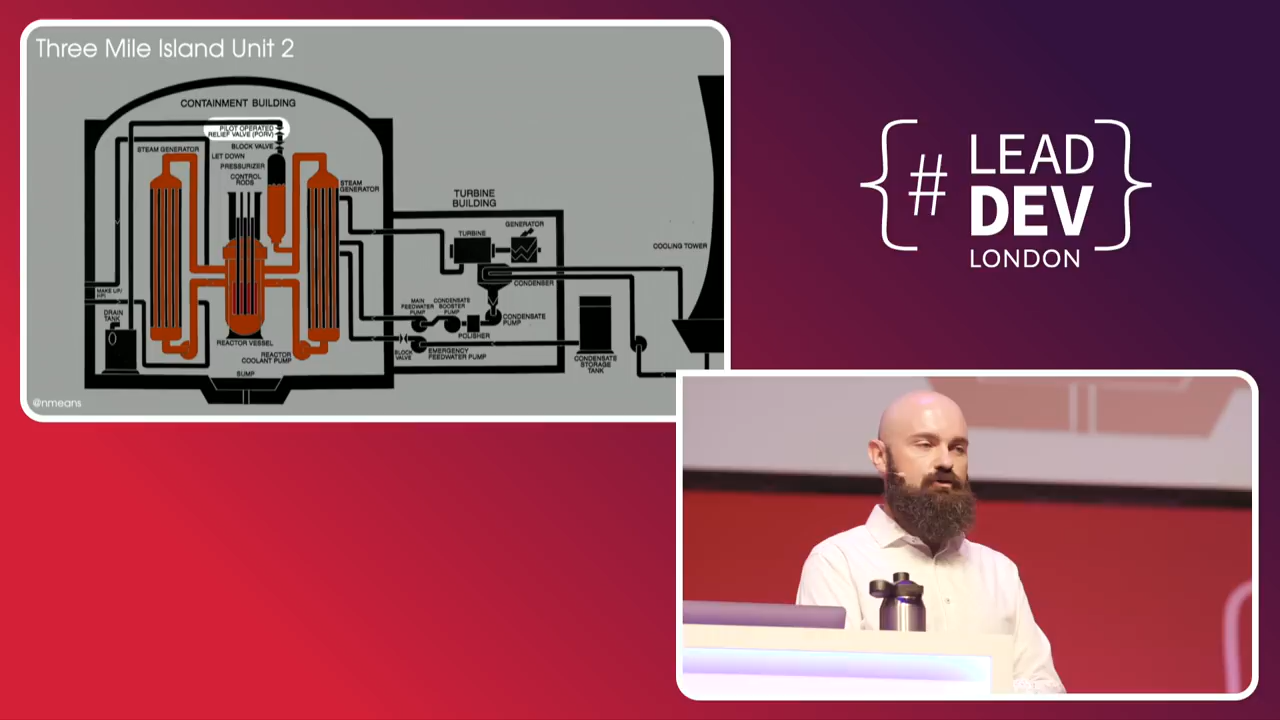 Three Mile Island Unit 2
CONTAINMENT BUILDING
PILOT OPERATED
RELIEF VALVE (PORV)
BLOCK VALVE
STEAM GENERATOR
LET DOWN
PRESSURIZER
CONTROL
RODS
STEAM
GENERATOR
TURBINE
BUILDING
GENERATOR
TURBINE
COOLING TOWER
CONDENSER
MAKE UP/
HPI
MAIN
FEEDWATER
PUMP
CONDENSATE
BOOSTER
PUMP
CONDENSATE
PUMP
DRAIN
TANK
POLISHER
REACTOR VESSEL
REACTOR
COOLANT PUMP
BLOCK
VALVE
EMERGENCY
FEEDWATER PUMP
CONDENSATE
STORAGE
TANK
SUMP
@nmeans
{# LEAD
DEV}
LONDON